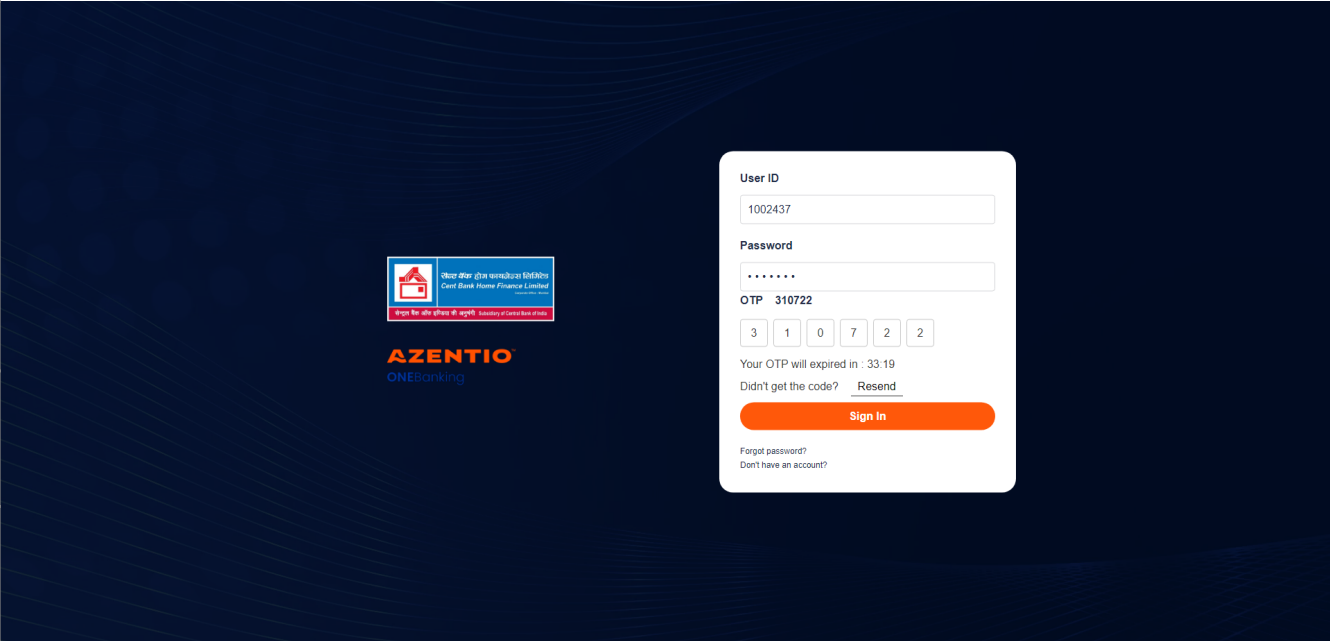 सेन्ट बैंक होम फायनेंस लिमिटेड
Cent Bank Home Finance Limited
सेन्ट्रल बैंक ऑफ इण्डिया की अनुषंगी Subsidiary of Central Bank of India
AZENTIO
ONEBanking
User ID
1002437
Password
OTP 310722
3 1 0 7 2 2
Your OTP will expired in : 33:19
Didn't get the code? Resend
Sign In
Forgot password?
Don't have an account?